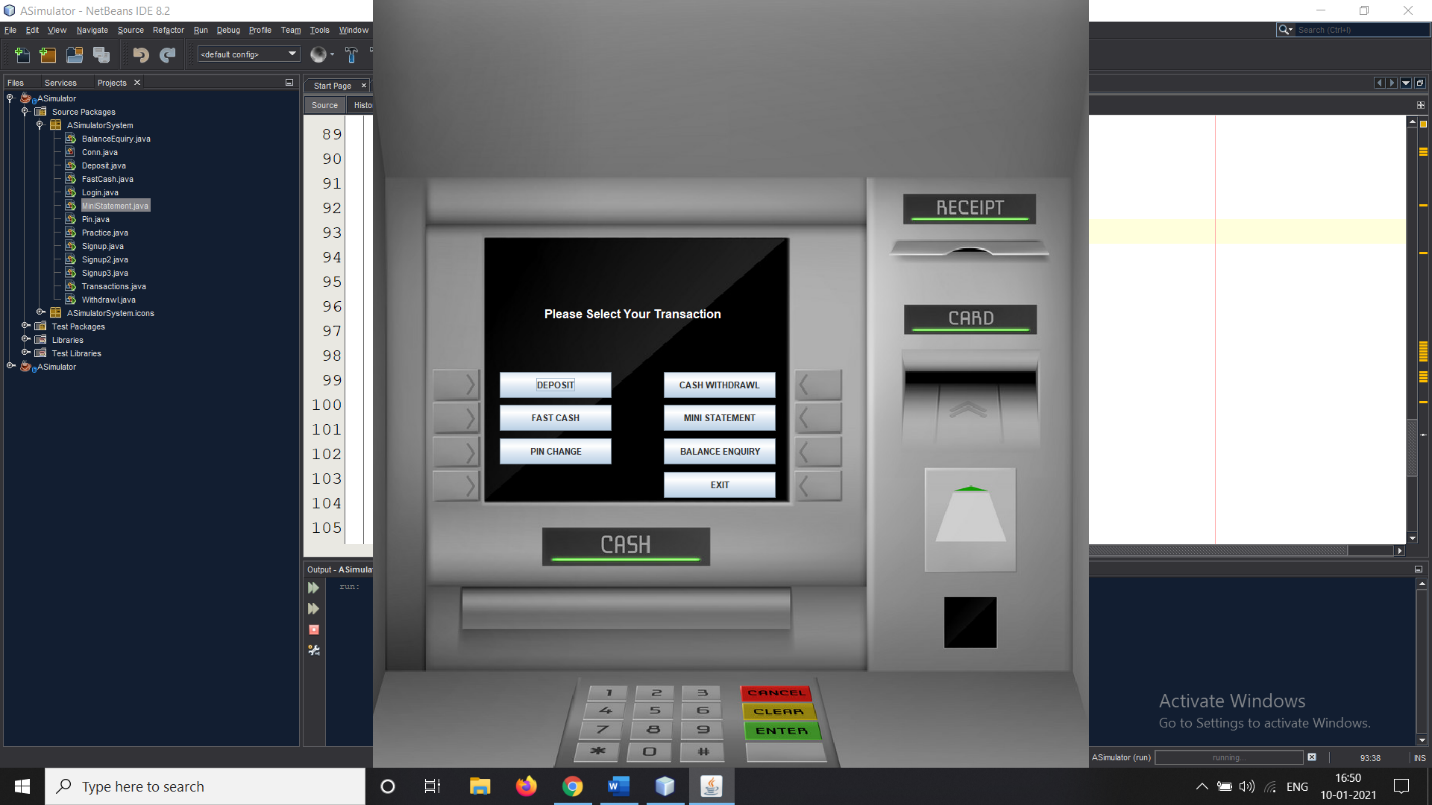 ASimulator - NetBeans IDE 8.2
File Edit View Navigate Source Refactor Run Debug Profile Team Tools Window
Search (Ctrl+I)
<default config>
Files Services Projects
Start Page
Source Histo
ASimulator
Source Packages
ASimulatorSystem
BalanceEquiry.java
Conn.java
Deposit.java
FastCash.java
Login.java
MiniStatement.java
Pin.java
Practice.java
Signup.java
Signup2.java
Signup3.java
Transactions.java
Withdrawl.java
ASimulatorSystem.icons
Test Packages
Libraries
Test Libraries
ASimulator
89
90
91
92
93
94
95
96
97
98
99
100
101
102
103
104
105
Output - ASimulat
run:
Please Select Your Transaction
DEPOSIT CASH WITHDRAWL
FAST CASH MINI STATEMENT
PIN CHANGE BALANCE ENQUIRY
EXIT
RECEIPT
CARD
CASH
1 2 3 CANCEL
4 5 6 CLEAR
7 8 9 ENTER
* 0 #
Activate Windows
Go to Settings to activate Windows.
ASimulator (run) running... 93:38 INS
Type here to search
ENG
16:50
10-01-2021